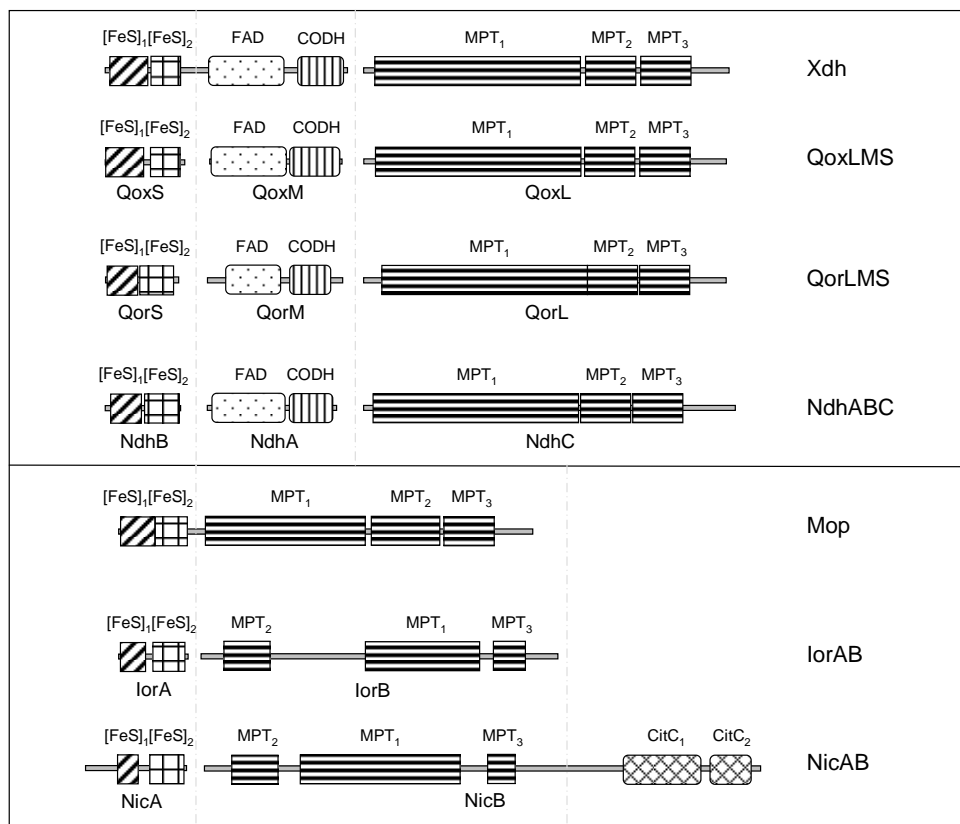 [FeS]₁[FeS]₂ FAD CODH MPT₁ MPT₂ MPT₃
Xdh
[FeS]₁[FeS]₂ FAD CODH MPT₁ MPT₂ MPT₃
QoxLMS
QoxS QoxM QoxL
[FeS]₁[FeS]₂ FAD CODH MPT₁ MPT₂ MPT₃
QorLMS
QorS QorM QorL
[FeS]₁[FeS]₂ FAD CODH MPT₁ MPT₂ MPT₃
NdhABC
NdhB NdhA NdhC
[FeS]₁[FeS]₂ MPT₁ MPT₂ MPT₃
Mop
[FeS]₁[FeS]₂ MPT₂ MPT₁ MPT₃
IorAB
IorA IorB
[FeS]₁[FeS]₂ MPT₂ MPT₁ MPT₃ CitC₁ CitC₂
NicAB
NicA NicB